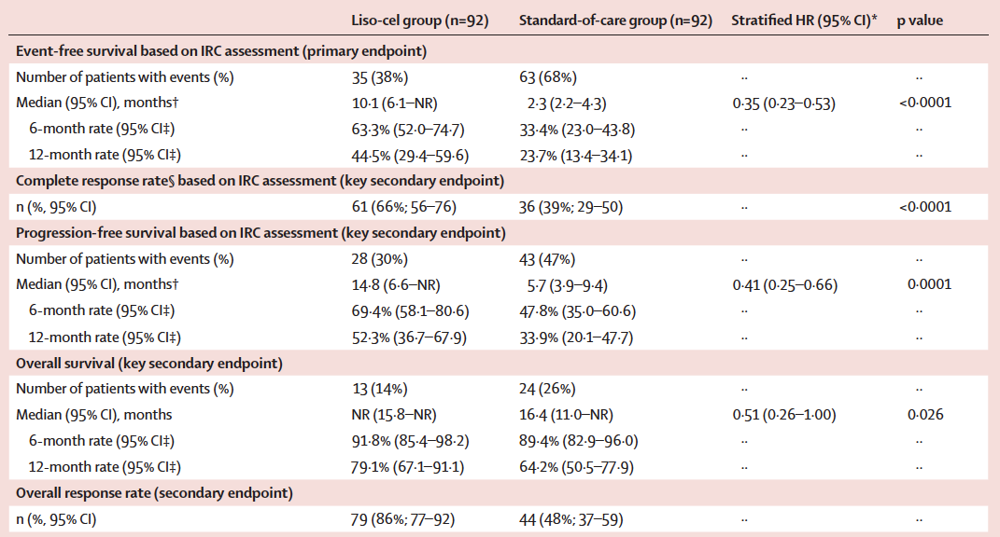 Liso-cel group (n=92) Standard-of-care group (n=92) Stratified HR (95% CI)* p value
Event-free survival based on IRC assessment (primary endpoint)
Number of patients with events (%) 35 (38%) 63 (68%) ·· ··
Median (95% CI), months† 10·1 (6·1–NR) 2·3 (2·2–4·3) 0·35 (0·23–0·53) <0·0001
6-month rate (95% CI‡) 63·3% (52·0–74·7) 33·4% (23·0–43·8) ·· ··
12-month rate (95% CI‡) 44·5% (29·4–59·6) 23·7% (13·4–34·1) ·· ··
Complete response rate§ based on IRC assessment (key secondary endpoint)
n (%, 95% CI) 61 (66%; 56–76) 36 (39%; 29–50) ·· <0·0001
Progression-free survival based on IRC assessment (key secondary endpoint)
Number of patients with events (%) 28 (30%) 43 (47%) ·· ··
Median (95% CI), months† 14·8 (6·6–NR) 5·7 (3·9–9·4) 0·41 (0·25–0·66) 0·0001
6-month rate (95% CI‡) 69·4% (58·1–80·6) 47·8% (35·0–60·6) ·· ··
12-month rate (95% CI‡) 52·3% (36·7–67·9) 33·9% (20·1–47·7) ·· ··
Overall survival (key secondary endpoint)
Number of patients with events (%) 13 (14%) 24 (26%) ·· ··
Median (95% CI), months NR (15·8–NR) 16·4 (11·0–NR) 0·51 (0·26–1·00) 0·026
6-month rate (95% CI‡) 91·8% (85·4–98·2) 89·4% (82·9–96·0) ·· ··
12-month rate (95% CI‡) 79·1% (67·1–91·1) 64·2% (50·5–77·9) ·· ··
Overall response rate (secondary endpoint)
n (%, 95% CI) 79 (86%; 77–92) 44 (48%; 37–59) ·· ··